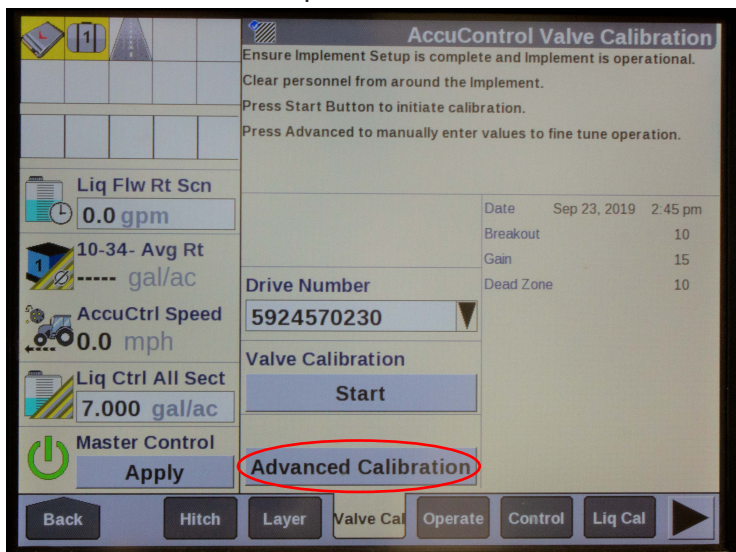 1
AccuControl Valve Calibration
Ensure Implement Setup is complete and Implement is operational.
Clear personnel from around the Implement.
Press Start Button to initiate calibration.
Press Advanced to manually enter values to fine tune operation.
Liq Flw Rt Scn
0.0 gpm
1
10-34- Avg Rt
----- gal/ac
AccuCtrl Speed
0.0 mph
Liq Ctrl All Sect
7.000 gal/ac
Master Control
Apply
Drive Number
5924570230
Valve Calibration
Start
Advanced Calibration
Date Sep 23, 2019 2:45 pm
Breakout 10
Gain 15
Dead Zone 10
Back Hitch Layer Valve Cal Operate Control Liq Cal